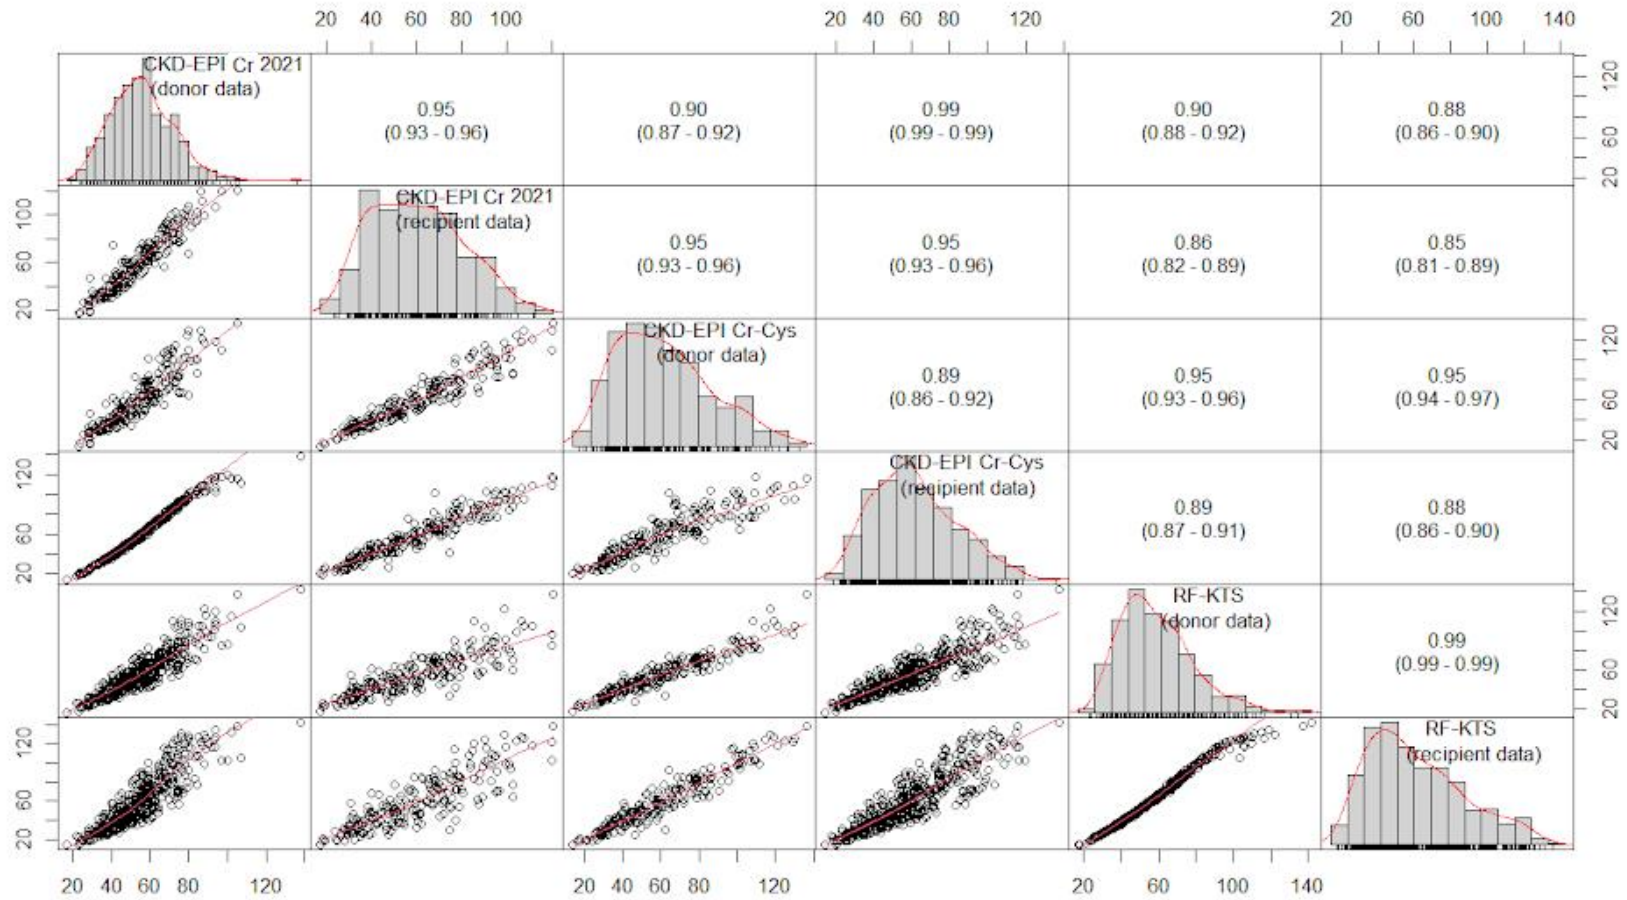 20 40 60 80 100 20 40 60 80 120 20 60 100 140
CKD-EPI Cr 2021
(donor data)
0.95
(0.93 - 0.96)
0.90
(0.87 - 0.92)
0.99
(0.99 - 0.99)
0.90
(0.88 - 0.92)
0.88
(0.86 - 0.90)
20 60 120
20 60 100
CKD-EPI Cr 2021
(recipient data)
0.95
(0.93 - 0.96)
0.95
(0.93 - 0.96)
0.86
(0.82 - 0.89)
0.85
(0.81 - 0.89)
CKD-EPI Cr-Cys
(donor data)
0.89
(0.86 - 0.92)
0.95
(0.93 - 0.96)
0.95
(0.94 - 0.97)
20 60 120
20 60 120
CKD-EPI Cr-Cys
(recipient data)
0.89
(0.87 - 0.91)
0.88
(0.86 - 0.90)
RF-KTS
(donor data)
0.99
(0.99 - 0.99)
20 60 120
20 60 120
RF-KTS
(recipient data)
20 40 60 80 120 20 40 60 80 120 20 60 100 140